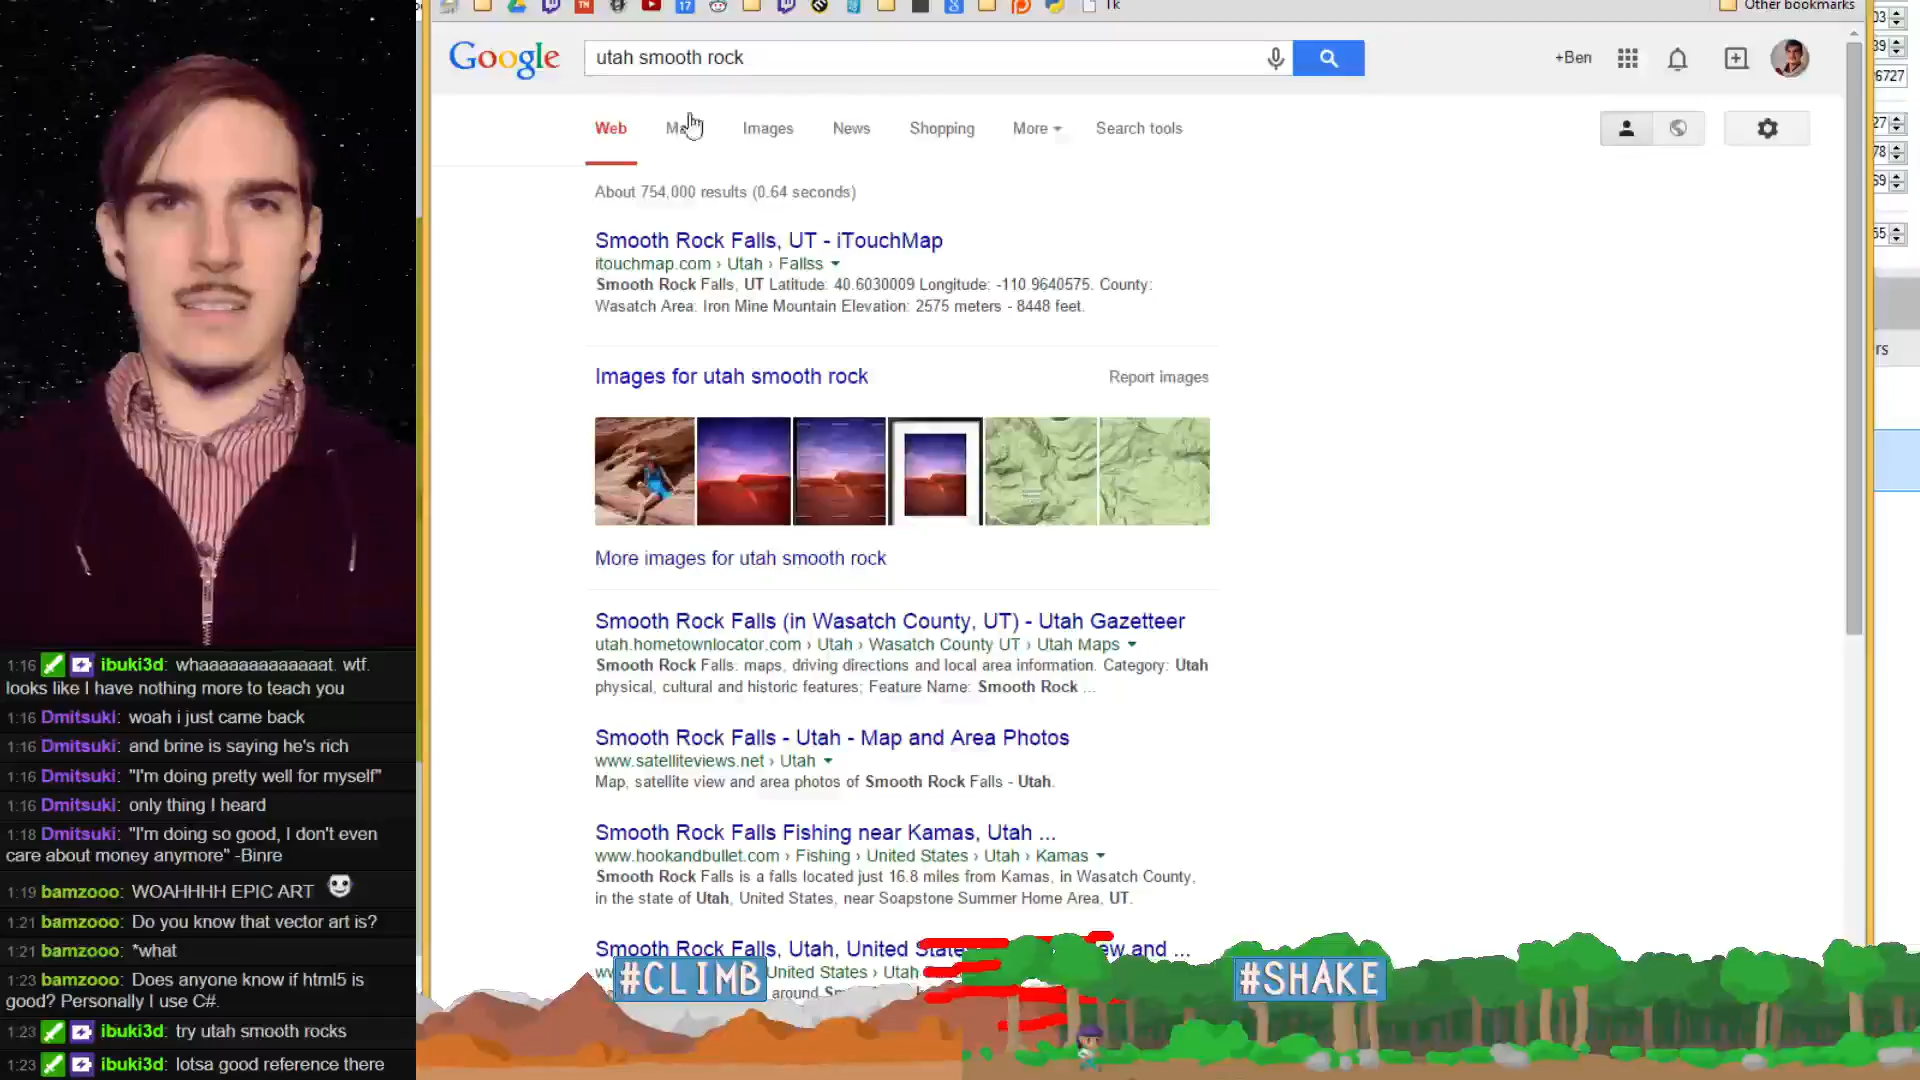 Tk
Other bookmarks
Google
utah smooth rock
+Ben
Web
Images
News
Shopping
More
Search tools
About 754,000 results (0.64 seconds)
Smooth Rock Falls, UT - iTouchMap
itouchmap.com › Utah › Fallss
Smooth Rock Falls, UT Latitude: 40.6030009 Longitude: -110.9640575. County:
Wasatch Area: Iron Mine Mountain Elevation: 2575 meters - 8448 feet.
Images for utah smooth rock
Report images
More images for utah smooth rock
Smooth Rock Falls (in Wasatch County, UT) - Utah Gazetteer
utah.hometownlocator.com › Utah › Wasatch County UT › Utah Maps
Smooth Rock Falls: maps, driving directions and local area information. Category: Utah
physical, cultural and historic features; Feature Name: Smooth Rock ...
Smooth Rock Falls - Utah - Map and Area Photos
www.satelliteviews.net › Utah
Map, satellite view and area photos of Smooth Rock Falls - Utah.
Smooth Rock Falls Fishing near Kamas, Utah ...
www.hookandbullet.com › Fishing › United States › Utah › Kamas
Smooth Rock Falls is a falls located just 16.8 miles from Kamas, in Wasatch County,
in the state of Utah, United States, near Soapstone Summer Home Area, UT.
Smooth Rock Falls, Utah, United States and ...
United States › Utah
around
#CLIMB
#SHAKE
1:16 ibuki3d: whaaaaaaaaaaaaat. wtf.
looks like I have nothing more to teach you
1:16 Dmitsuki: woah i just came back
1:16 Dmitsuki: and brine is saying he's rich
1:16 Dmitsuki: "I'm doing pretty well for myself"
1:16 Dmitsuki: only thing I heard
1:18 Dmitsuki: "I'm doing so good, I don't even
care about money anymore" -Binre
1:19 bamzooo: WOAHHHH EPIC ART
1:21 bamzooo: Do you know that vector art is?
1:21 bamzooo: *what
1:23 bamzooo: Does anyone know if html5 is
good? Personally I use C#.
1:23 ibuki3d: try utah smooth rocks
1:23 ibuki3d: lotsa good reference there